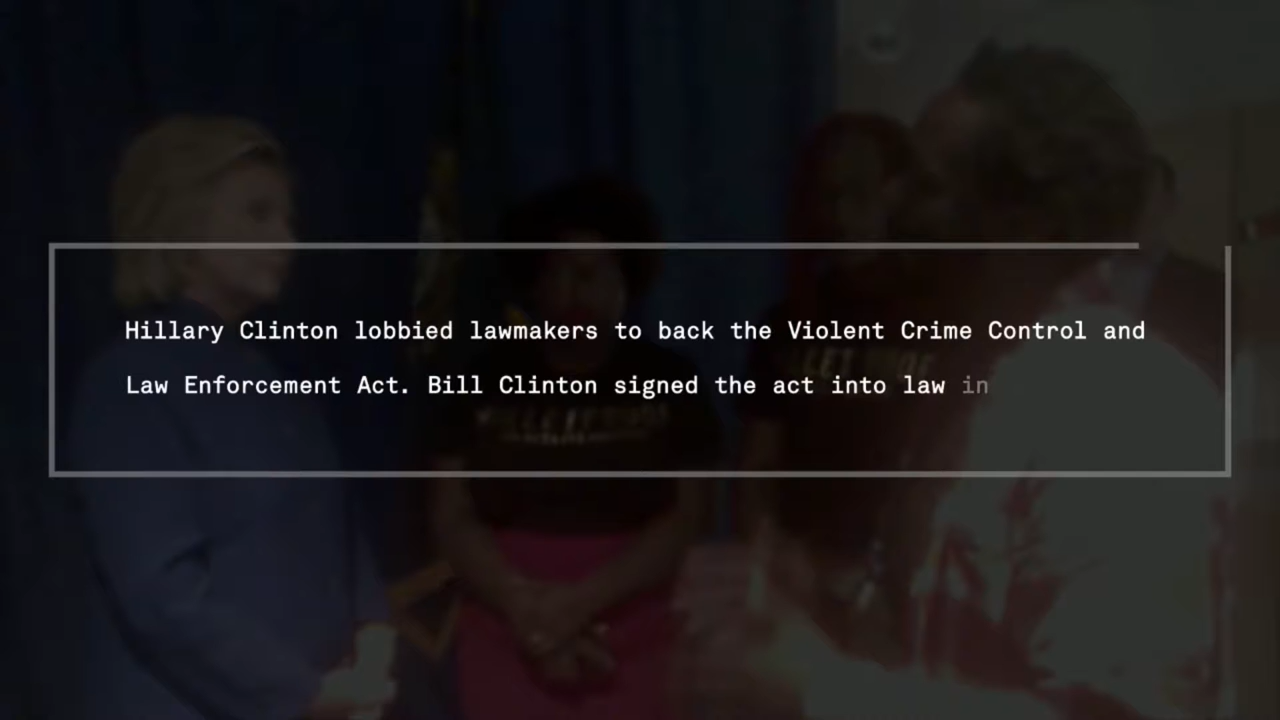 Hillary Clinton lobbied lawmakers to back the Violent Crime Control and
Law Enforcement Act. Bill Clinton signed the act into law in